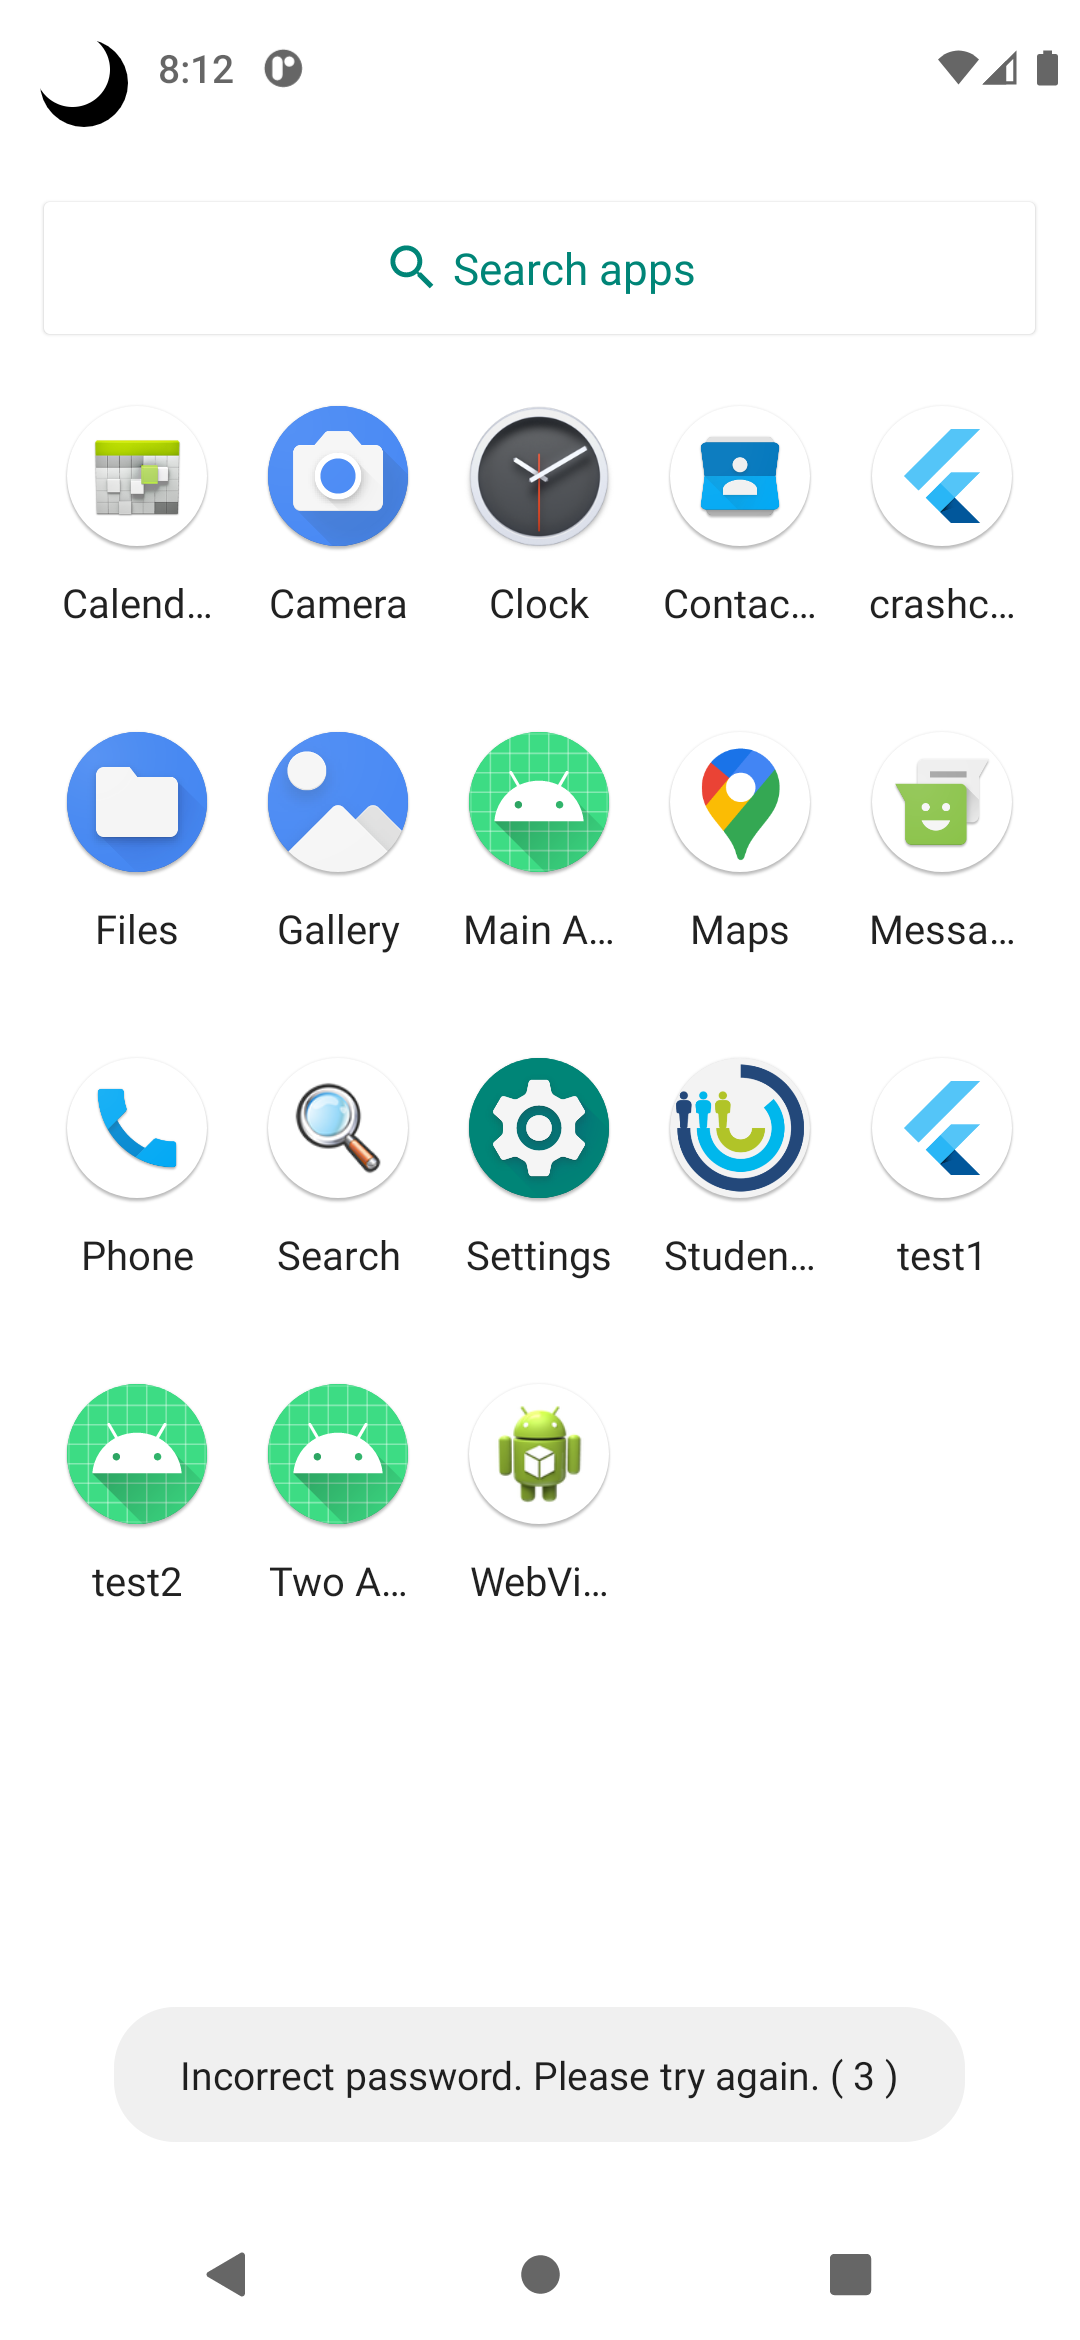 8:12
Search apps
Calend...
Camera
Clock
Contac...
crashc...
Files
Gallery
Main A...
Maps
Messa...
Phone
Search
Settings
Studen...
test1
test2
Two A...
WebVi...
Incorrect password. Please try again. ( 3 )